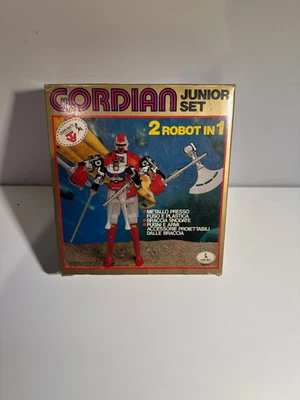 GORDIAN
JUNIOR
SET
2 ROBOT IN 1
METALLO PRESSO
FUSO E PLASTICA
BRACCIA SNODATE
PUGNI E ARMI
ACCESSORIE PROIETTABILI
DALLE BRACCIA